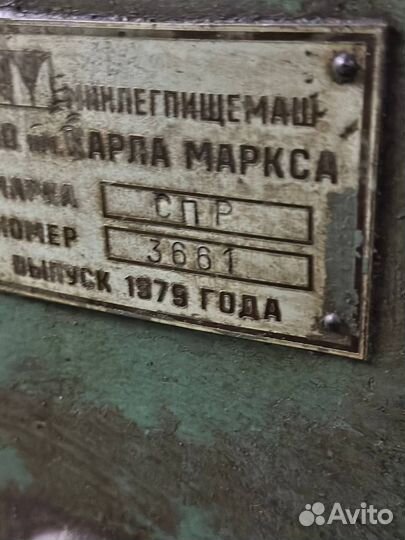 МИНЛЕГПИЩЕМАШ
им. КАРЛА МАРКСА
МАРКА СПР
НОМЕР 3661
ВЫПУСК 1979 ГОДА
Avito